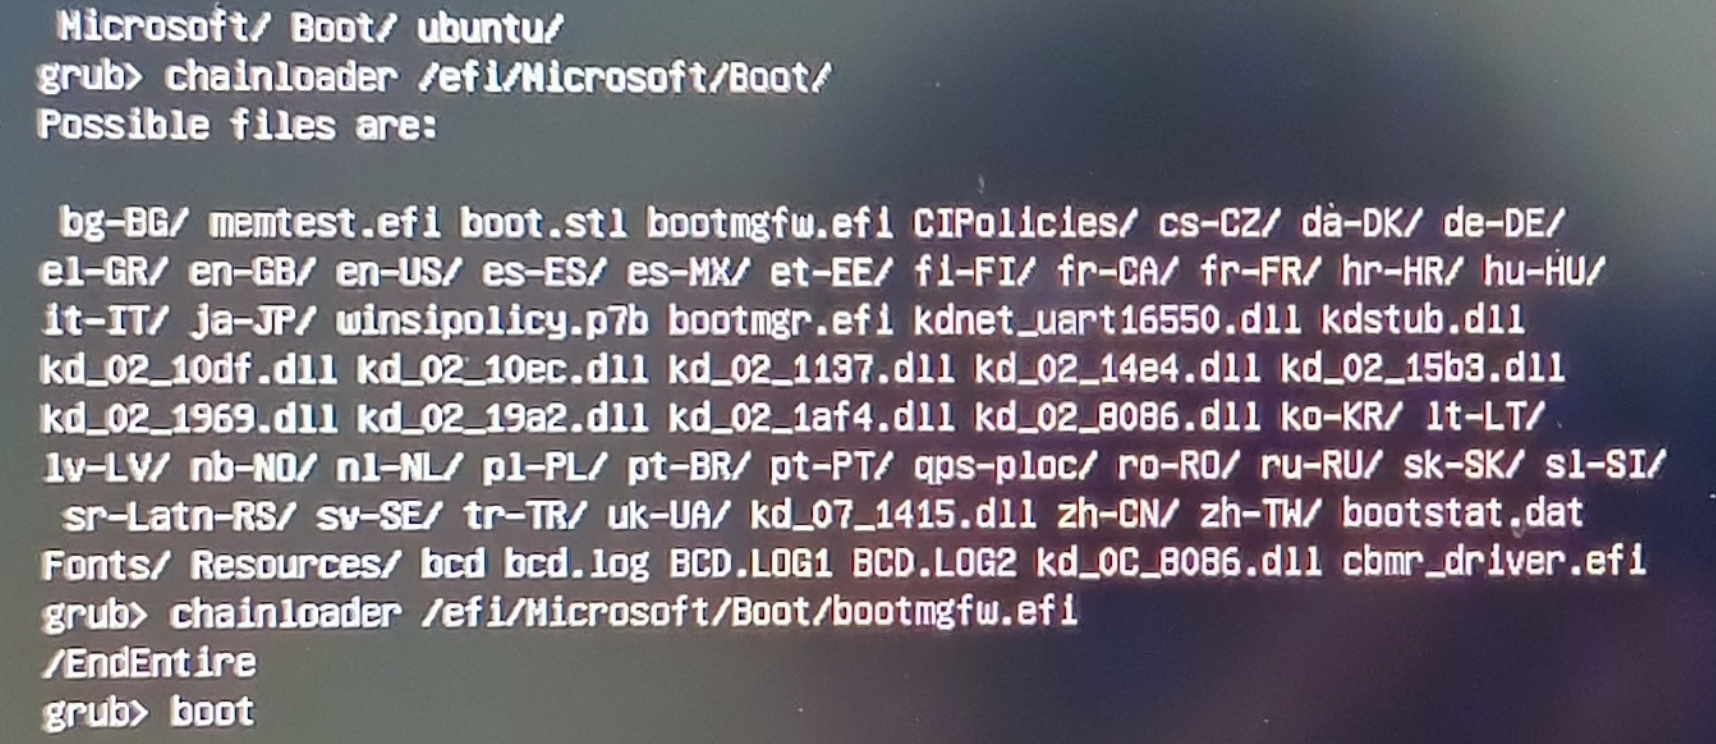 Microsoft/ Boot/ ubuntu/
grub> chainloader /efi/Microsoft/Boot/
Possible files are:
bg-BG/ memtest.efi boot.stl bootmgfw.efi CIPolicies/ cs-CZ/ da-DK/ de-DE/
el-GR/ en-GB/ en-US/ es-ES/ es-MX/ et-EE/ fi-FI/ fr-CA/ fr-FR/ hr-HR/ hu-HU/
it-IT/ ja-JP/ winsipolicy.p7b bootmgr.efi kdnet_uart16550.dll kdstub.dll
kd_02_10df.dll kd_02_10ec.dll kd_02_1137.dll kd_02_14e4.dll kd_02_15b3.dll
kd_02_1969.dll kd_02_19a2.dll kd_02_1af4.dll kd_02_8086.dll ko-KR/ lt-LT/
lv-LV/ nb-NO/ nl-NL/ pl-PL/ pt-BR/ pt-PT/ qps-ploc/ ro-RO/ ru-RU/ sk-SK/ sl-SI/
sr-Latn-RS/ sv-SE/ tr-TR/ uk-UA/ kd_07_1415.dll zh-CN/ zh-TW/ bootstat.dat
Fonts/ Resources/ bcd bcd.log BCD.LOG1 BCD.LOG2 kd_0C_8086.dll cbmr_driver.efi
grub> chainloader /efi/Microsoft/Boot/bootmgfw.efi
/EndEntire
grub> boot